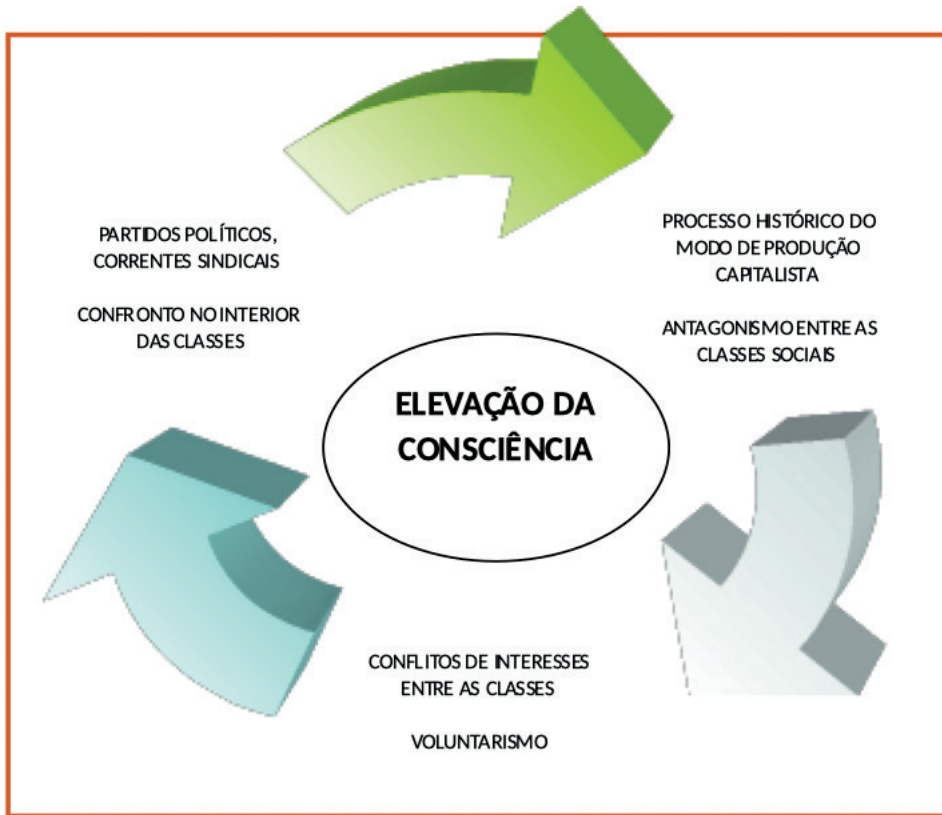 PARTIDOS POLÍTICOS,
CORRENTES SINDICAIS
CONFRONTO NO INTERIOR
DAS CLASSES
PROCESSO HISTÓRICO DO
MODO DE PRODUÇÃO
CAPITALISTA
ANTAGONISMO ENTRE AS
CLASSES SOCIAIS
ELEVAÇÃO DA
CONSCIÊNCIA
CONFLITOS DE INTERESSES
ENTRE AS CLASSES
VOLUNTARISMO